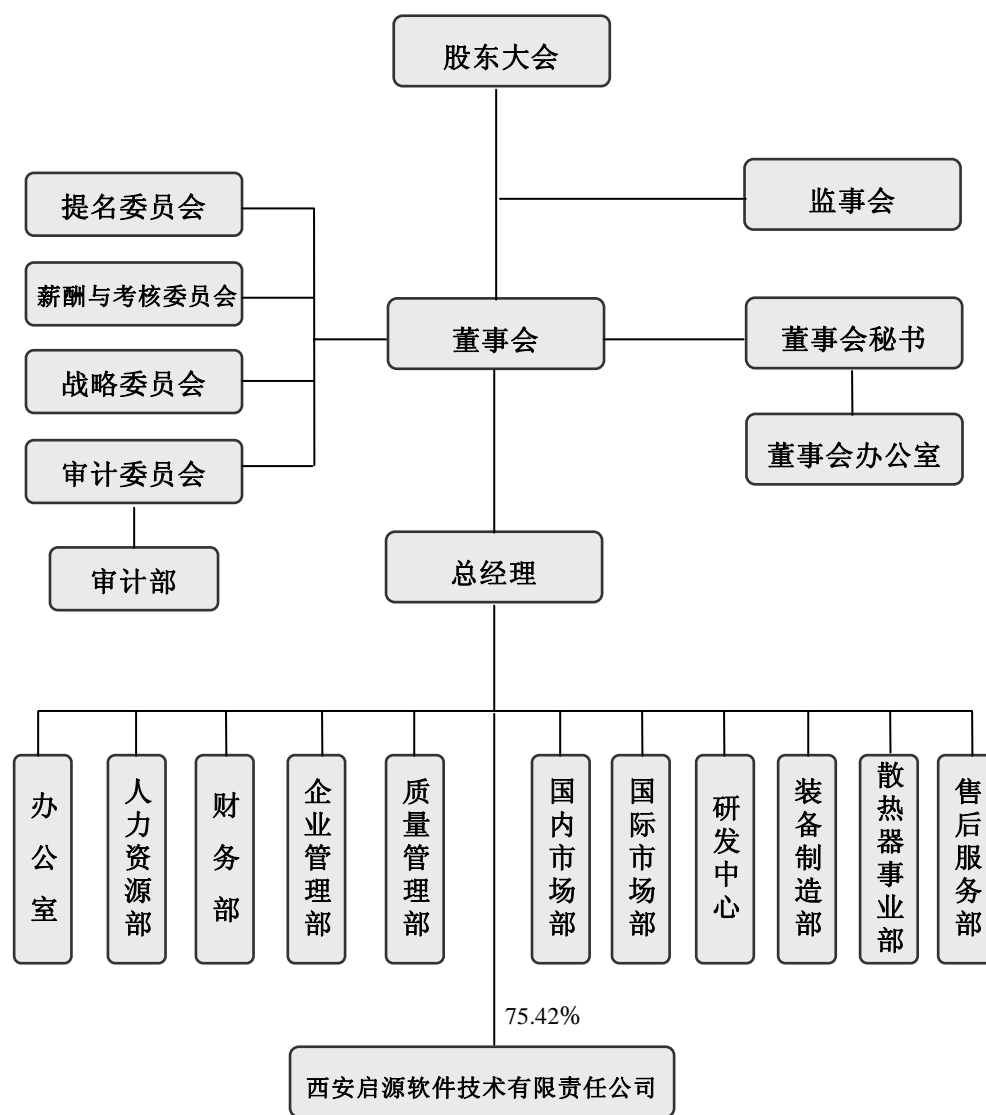 股东大会
监事会
提名委员会
薪酬与考核委员会
董事会
董事会秘书
战略委员会
审计委员会
董事会办公室
审计部
总经理
办公室
人力资源部
财务部
企业管理部
质量管理部
国内市场部
国际市场部
研发中心
装备制造部
散热器事业部
售后服务部
75.42%
西安启源软件技术有限责任公司